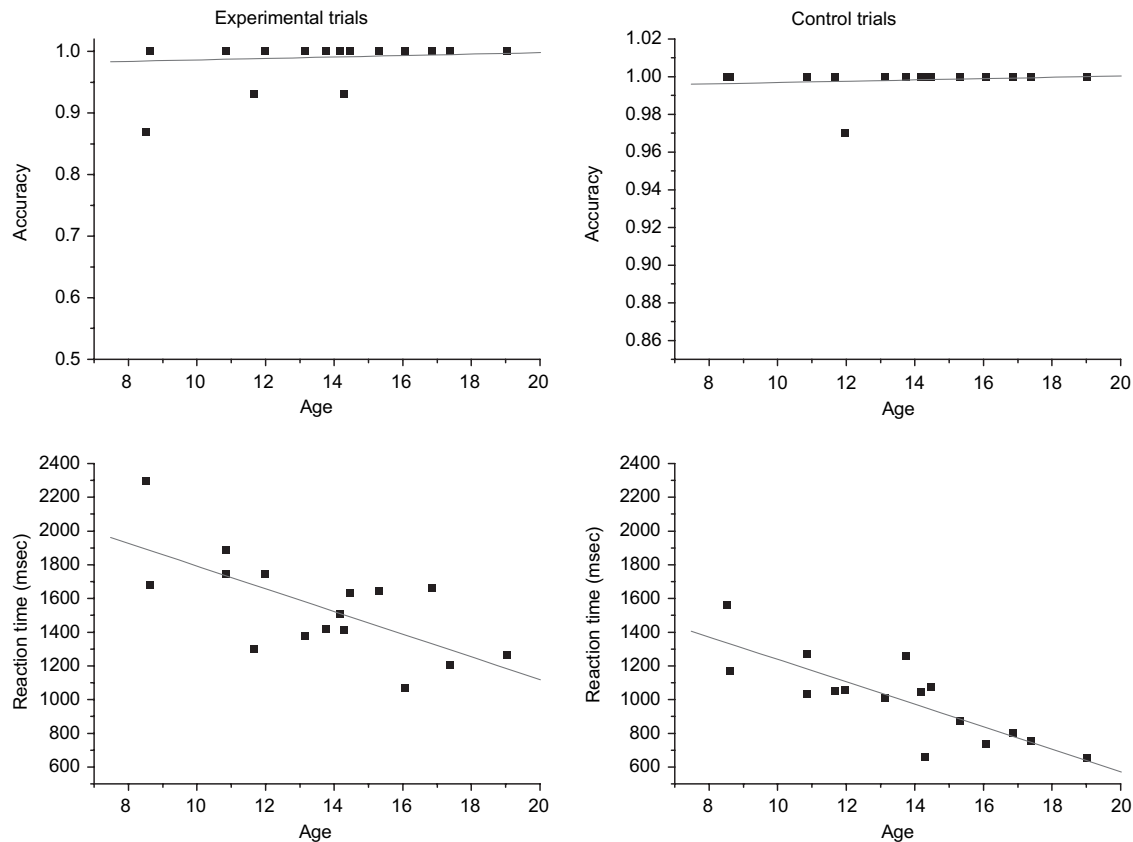 Experimental trials
1.0
0.9
0.8
0.7
0.6
0.5
Accuracy
8 10 12 14 16 18 20
Age
Control trials
1.02
1.00
0.98
0.96
0.94
0.92
0.90
0.88
0.86
Accuracy
8 10 12 14 16 18 20
Age
2400
2200
2000
1800
1600
1400
1200
1000
800
600
Reaction time (msec)
8 10 12 14 16 18 20
Age
2400
2200
2000
1800
1600
1400
1200
1000
800
600
Reaction time (msec)
8 10 12 14 16 18 20
Age